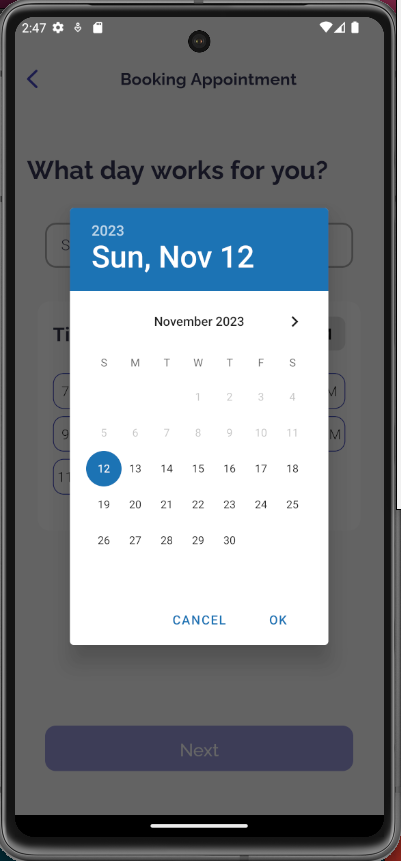 2:47
Booking Appointment
What day works for you?
2023
Sun, Nov 12
November 2023
S M T W T F S
1 2 3 4
5 6 7 8 9 10 11
12 13 14 15 16 17 18
19 20 21 22 23 24 25
26 27 28 29 30
CANCEL OK
Next